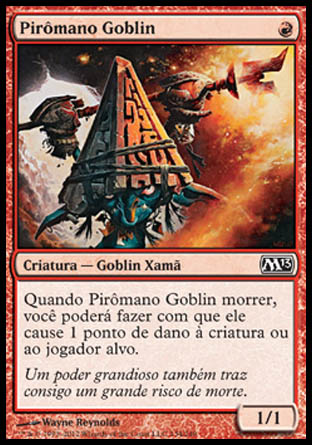 Pirômano Goblin
Criatura — Goblin Xamã
M13
Quando Pirômano Goblin morrer,
você poderá fazer com que ele
cause 1 ponto de dano à criatura ou
ao jogador alvo.
Um poder grandioso também traz
consigo um grande risco de morte.
Wayne Reynolds
1/1